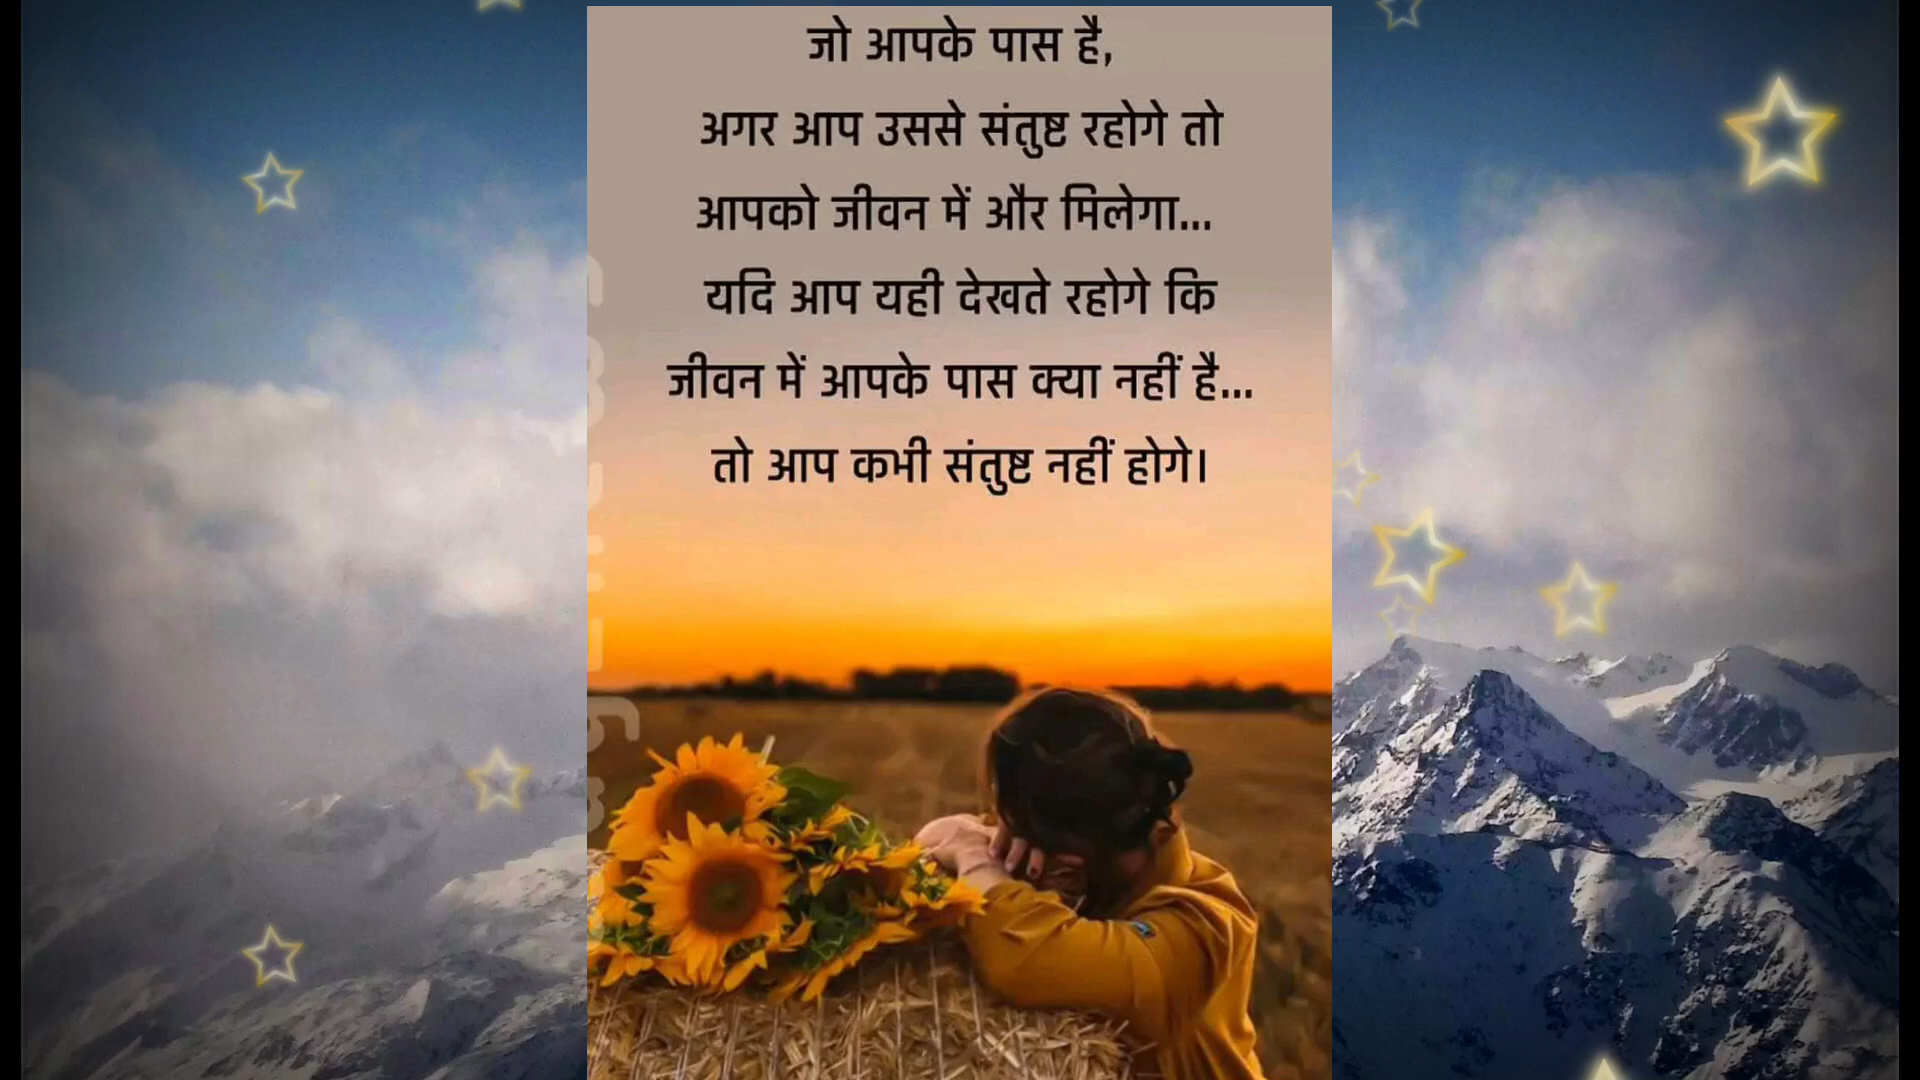 जो आपके पास है,
अगर आप उससे संतुष्ट रहोगे तो
आपको जीवन में और मिलेगा...
यदि आप यही देखते रहोगे कि
जीवन में आपके पास क्या नहीं है...
तो आप कभी संतुष्ट नहीं होगे।